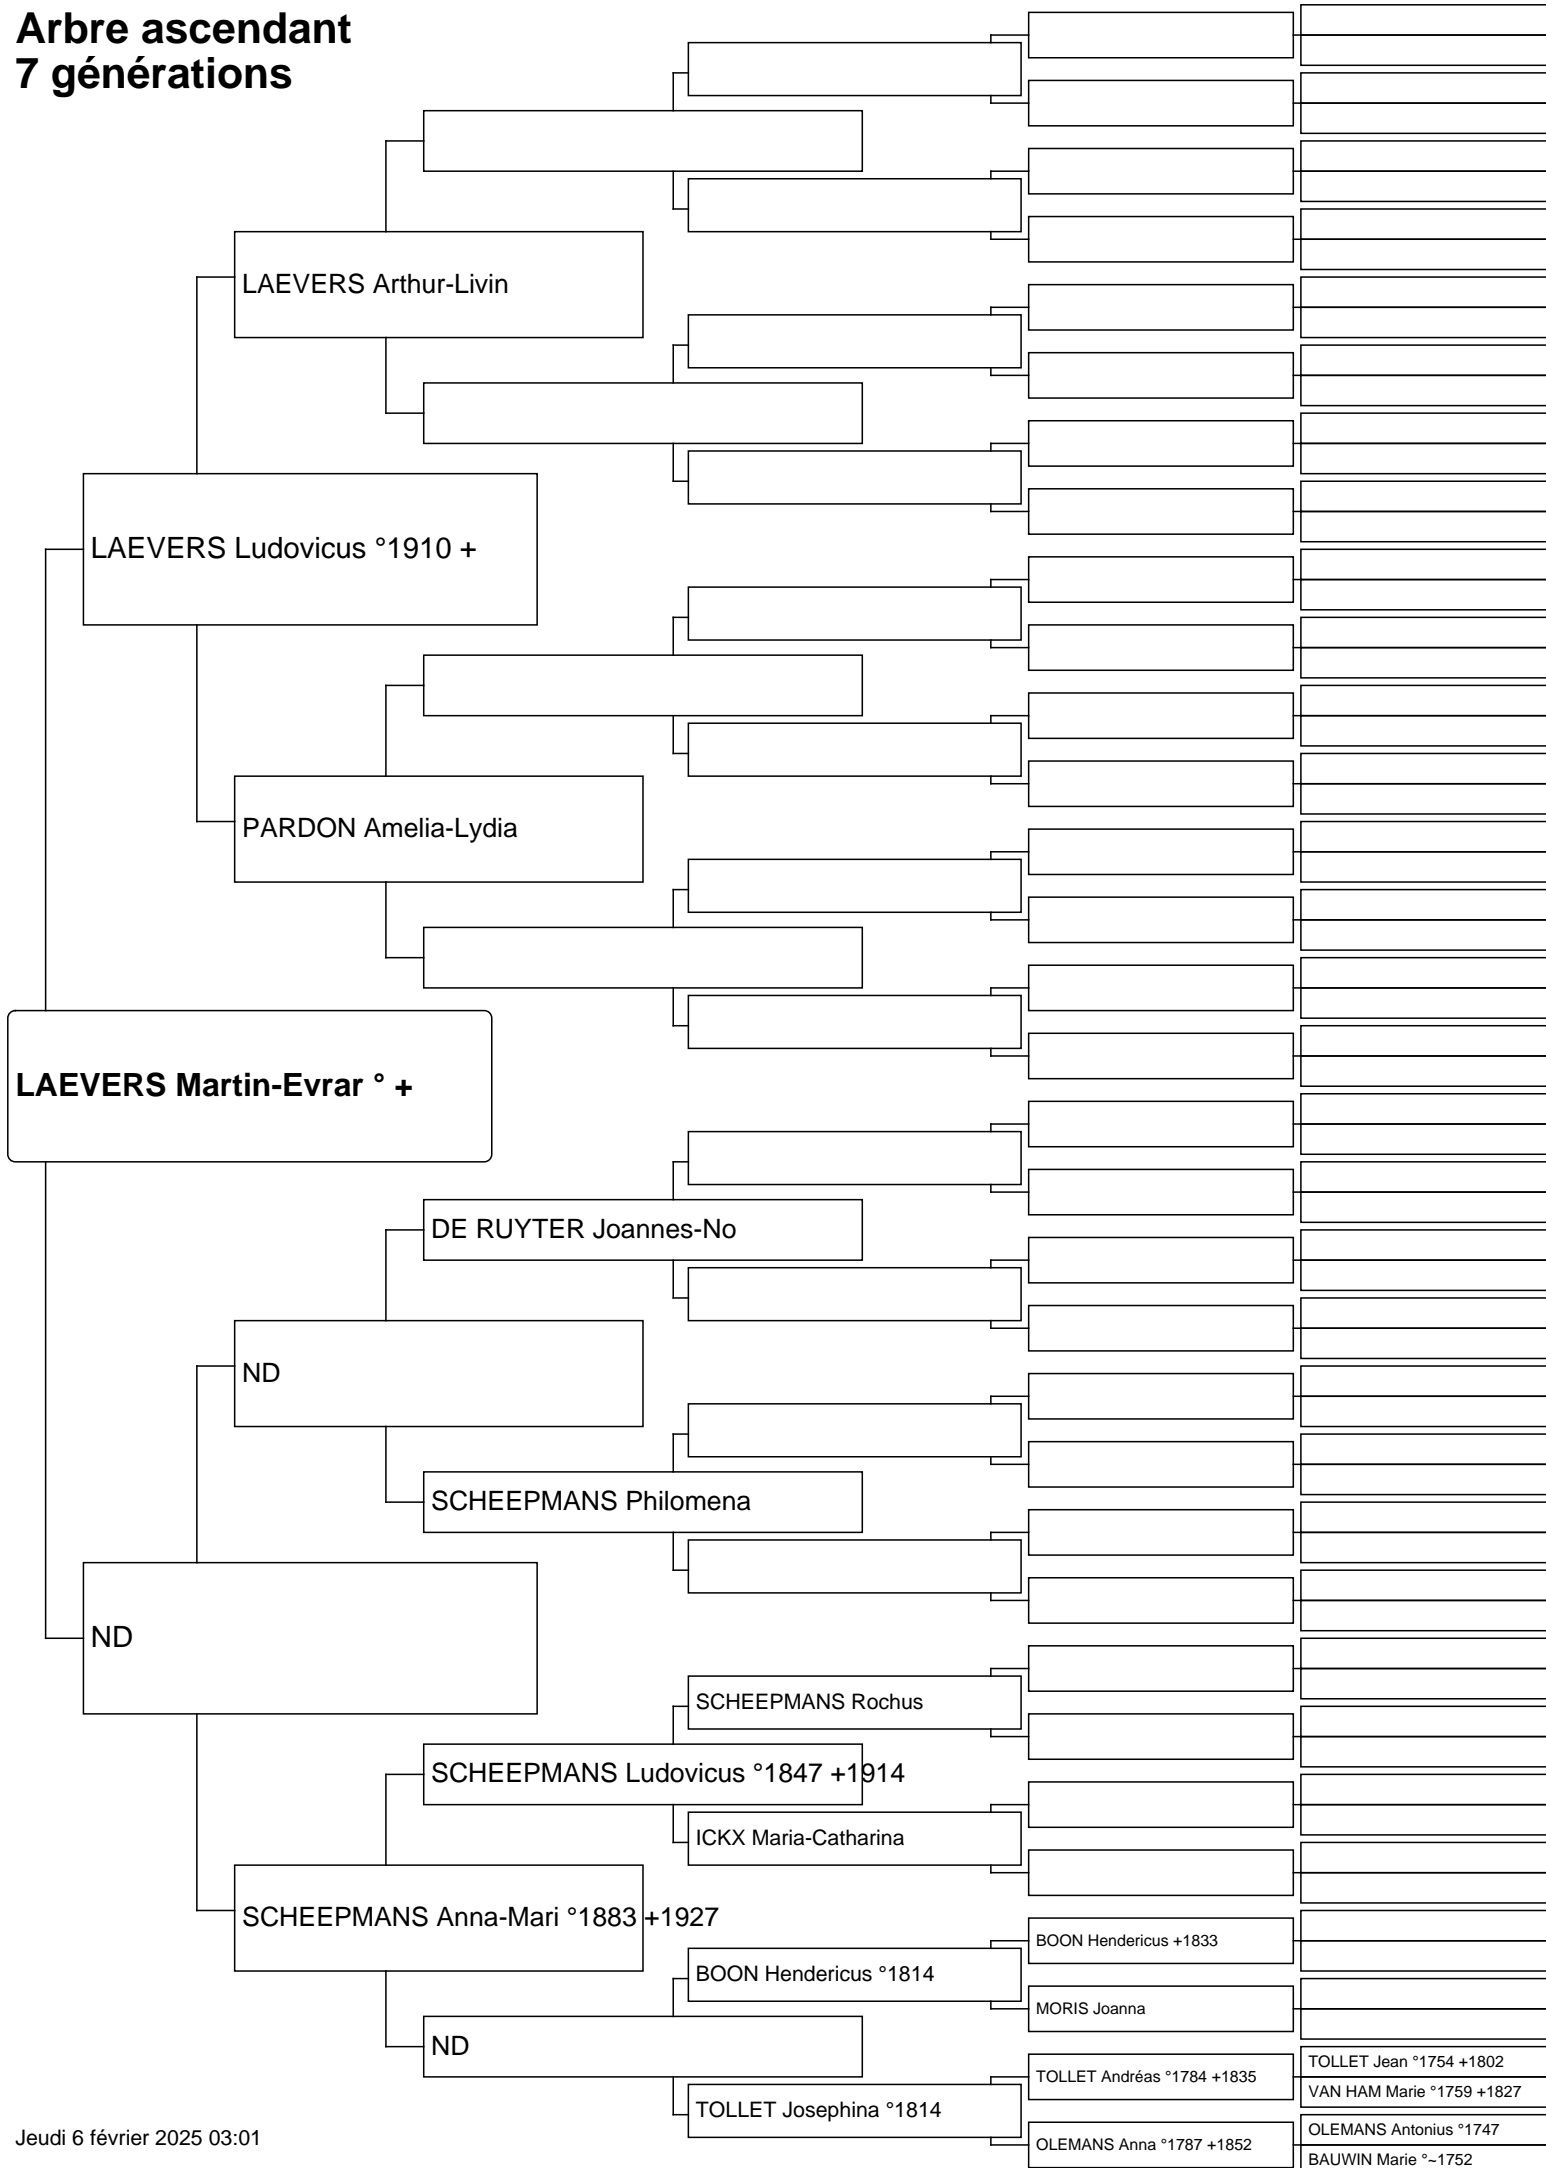 Arbre ascendant
7 générations
LAEVERS Arthur-Livin
LAEVERS Ludovicus °1910 +
PARDON Amelia-Lydia
LAEVERS Martin-Evrar ° +
DE RUYTER Joannes-No
ND
SCHEEPMANS Philomena
ND
SCHEEPMANS Rochus
SCHEEPMANS Ludovicus °1847 +1914
ICKX Maria-Catharina
SCHEEPMANS Anna-Mari °1883 +1927
BOON Hendericus +1833
BOON Hendericus °1814
MORIS Joanna
ND
TOLLET Jean °1754 +1802
TOLLET Andréas °1784 +1835
VAN HAM Marie °1759 +1827
TOLLET Josephina °1814
OLEMANS Antonius °1747
OLEMANS Anna °1787 +1852
BAUWIN Marie °~1752
Jeudi 6 février 2025 03:01